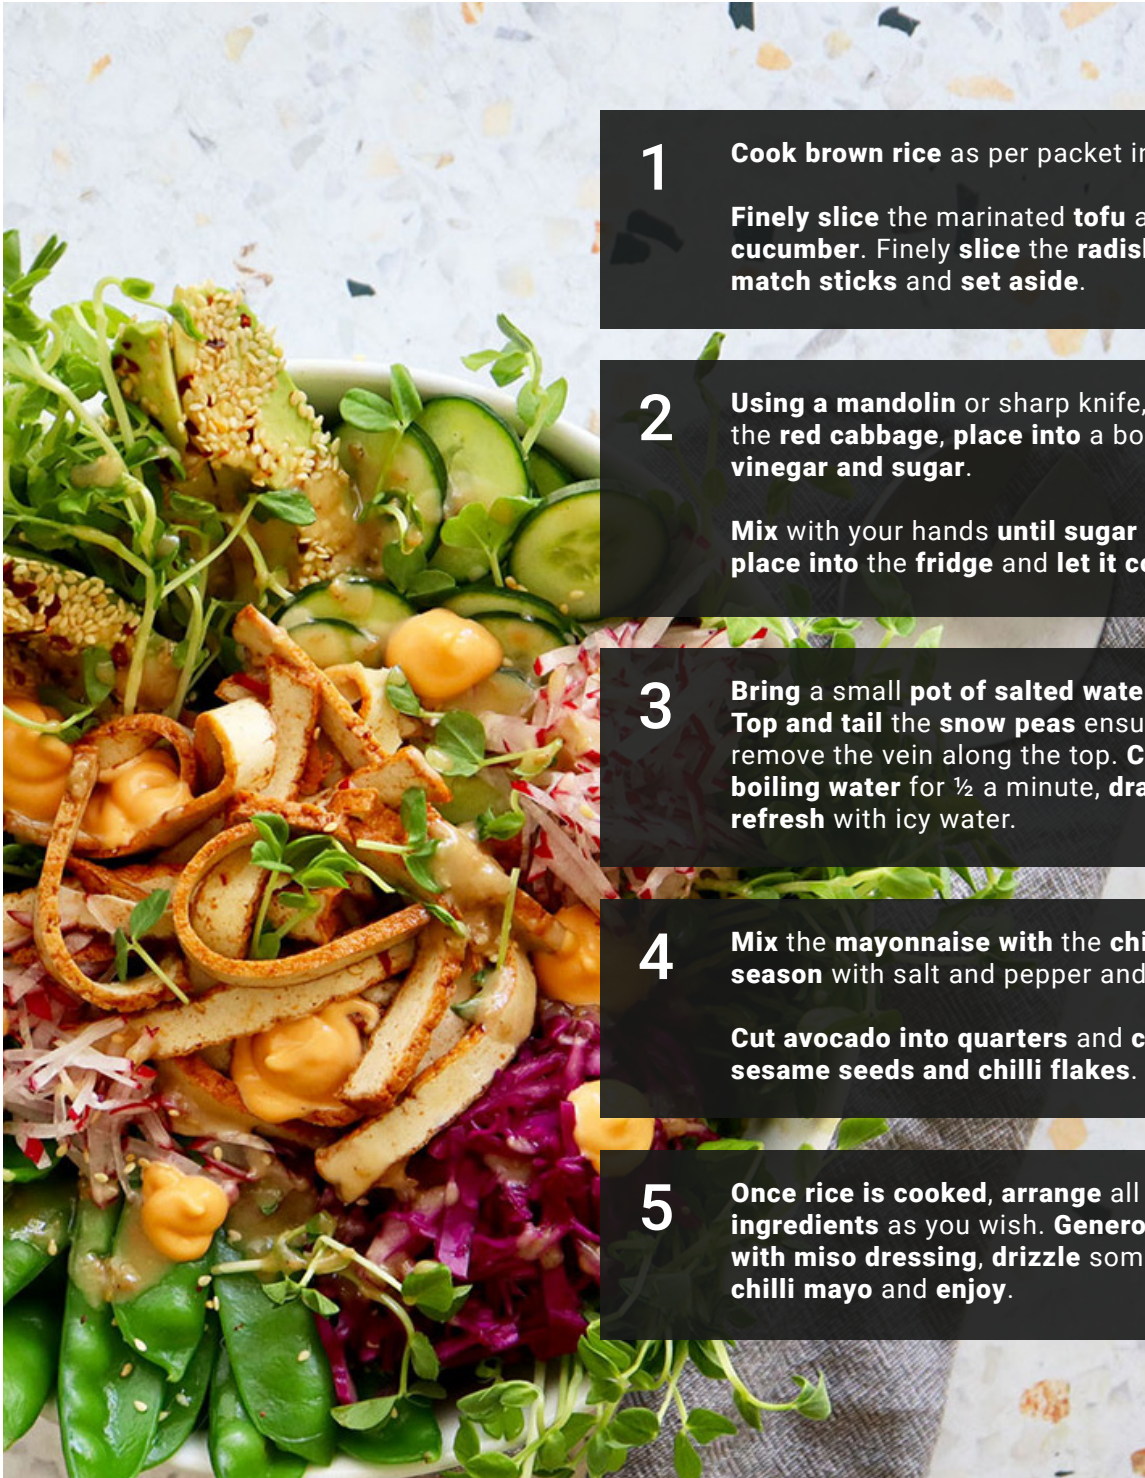 1
Cook brown rice as per packet
Finely slice the marinated tofu
cucumber. Finely slice the
match sticks and set aside.
2
Using a mandolin or sharp knife,
the red cabbage, place into a
vinegar and sugar.
Mix with your hands until sugar
place into the fridge and let it
3
Bring a small pot of salted
Top and tail the snow peas
remove the vein along the top.
boiling water for ½ a minute,
refresh with icy water.
4
Mix the mayonnaise with the
season with salt and pepper and
Cut avocado into quarters and
sesame seeds and chilli flakes.
5
Once rice is cooked, arrange all
ingredients as you wish.
with miso dressing, drizzle
chilli mayo and enjoy.